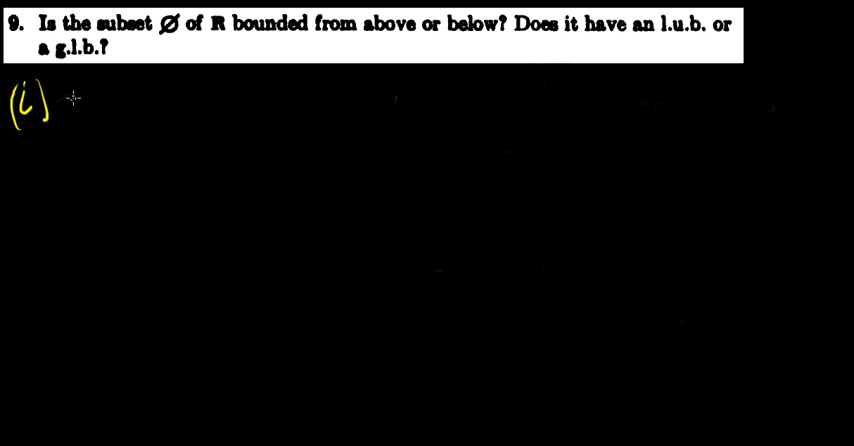 9. Is the subset Ø of R bounded from above or below? Does it have an l.u.b. or
a g.l.b.?
(i)